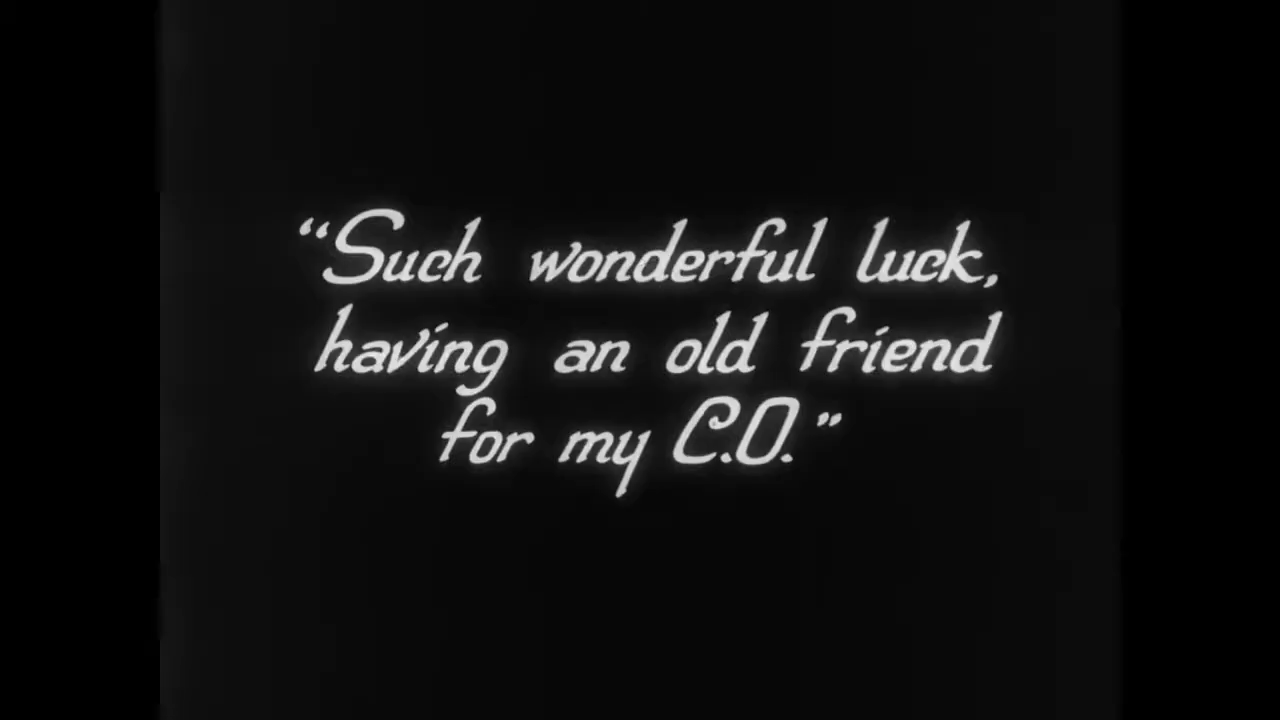 “Such wonderful luck,
having an old friend
for my C.O.”